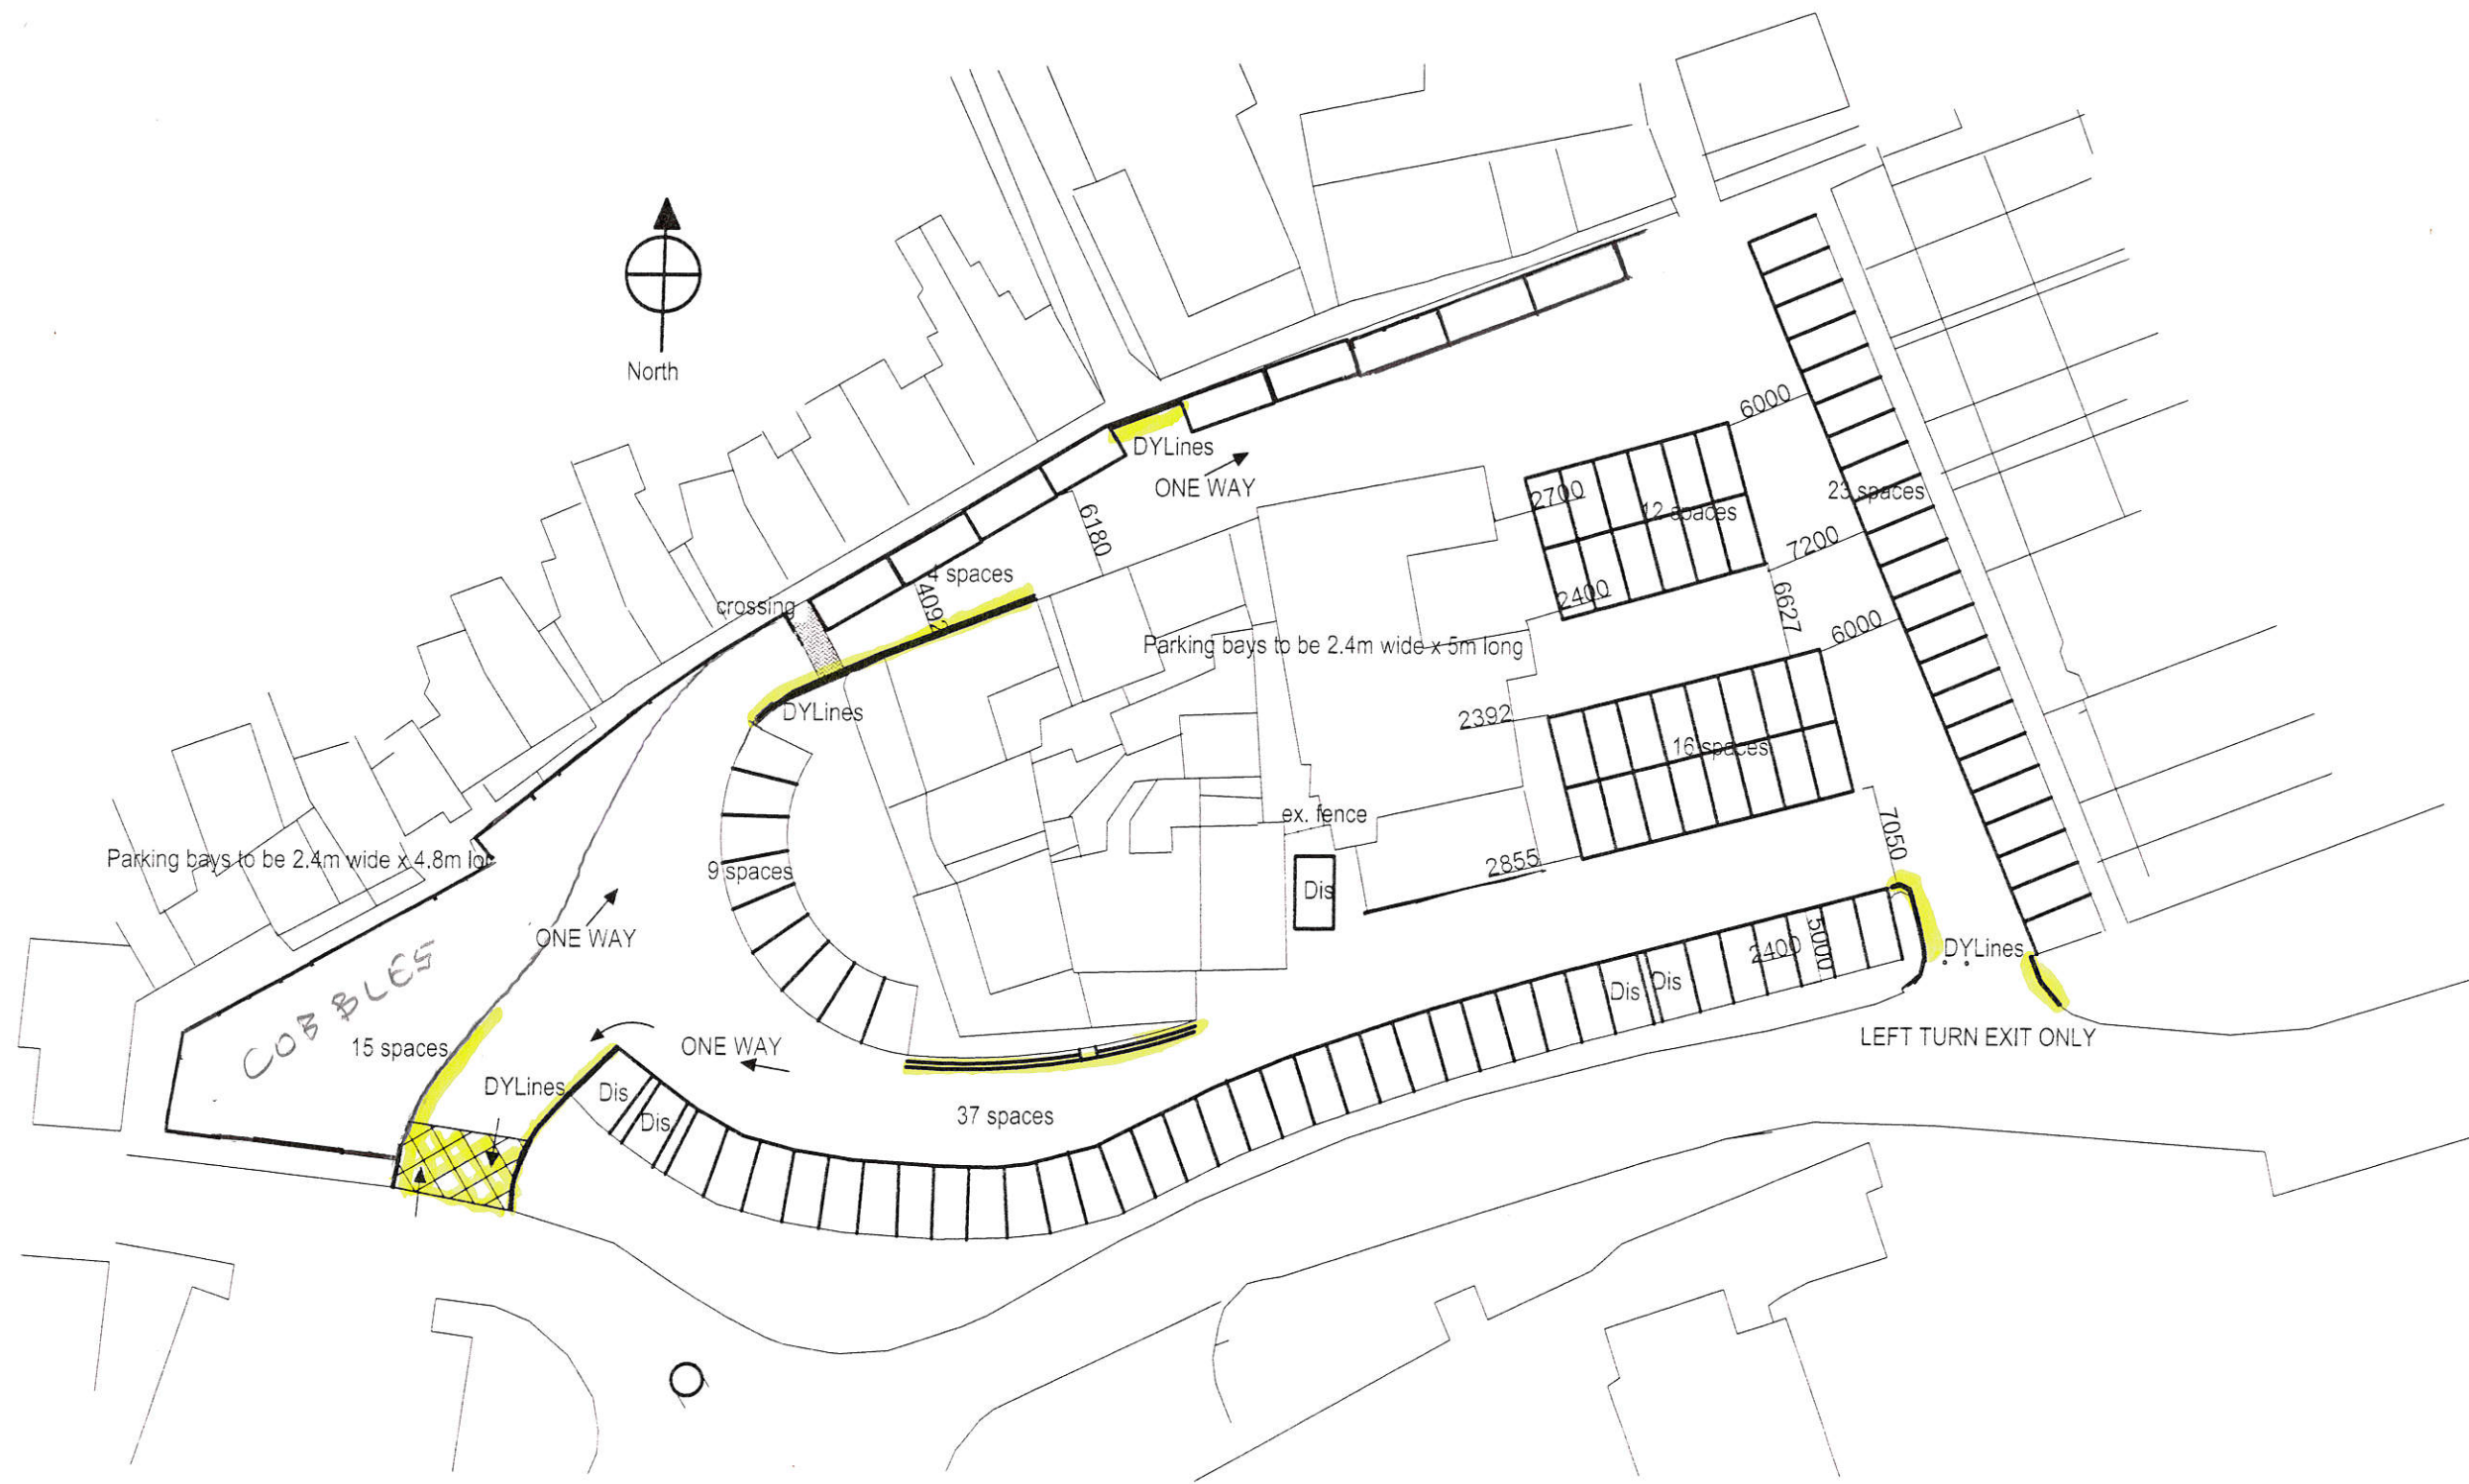 North
DYLines
ONE WAY
6000
2700
12 spaces
23 spaces
6180
7200
4 spaces
4092
crossing
2400
6627
6000
Parking bays to be 2.4m wide x 5m long
DYLines
2392
16 spaces
ex. fence
7050
Parking bays to be 2.4m wide x 4.8m lo
9 spaces
2855
Dis
ONE WAY
COBBLES
2400
5000
DYLines
Dis
Dis
15 spaces
ONE WAY
LEFT TURN EXIT ONLY
DYLines
Dis
Dis
37 spaces